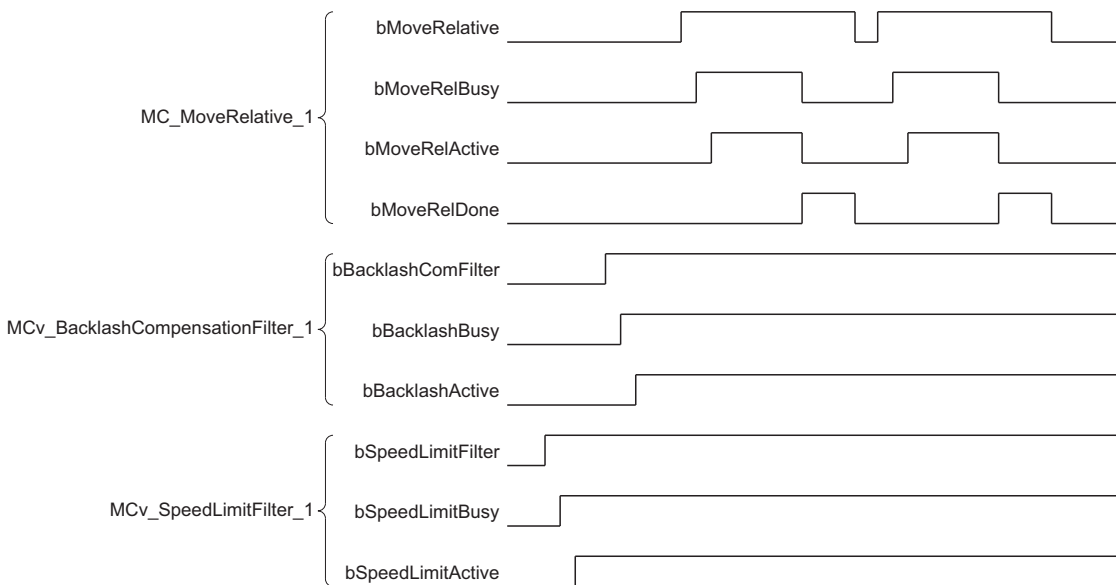 bMoveRelative
bMoveRelBusy
MC_MoveRelative_1
bMoveRelActive
bMoveRelDone
bBacklashComFilter
MCv_BacklashCompensationFilter_1
bBacklashBusy
bBacklashActive
bSpeedLimitFilter
MCv_SpeedLimitFilter_1
bSpeedLimitBusy
bSpeedLimitActive